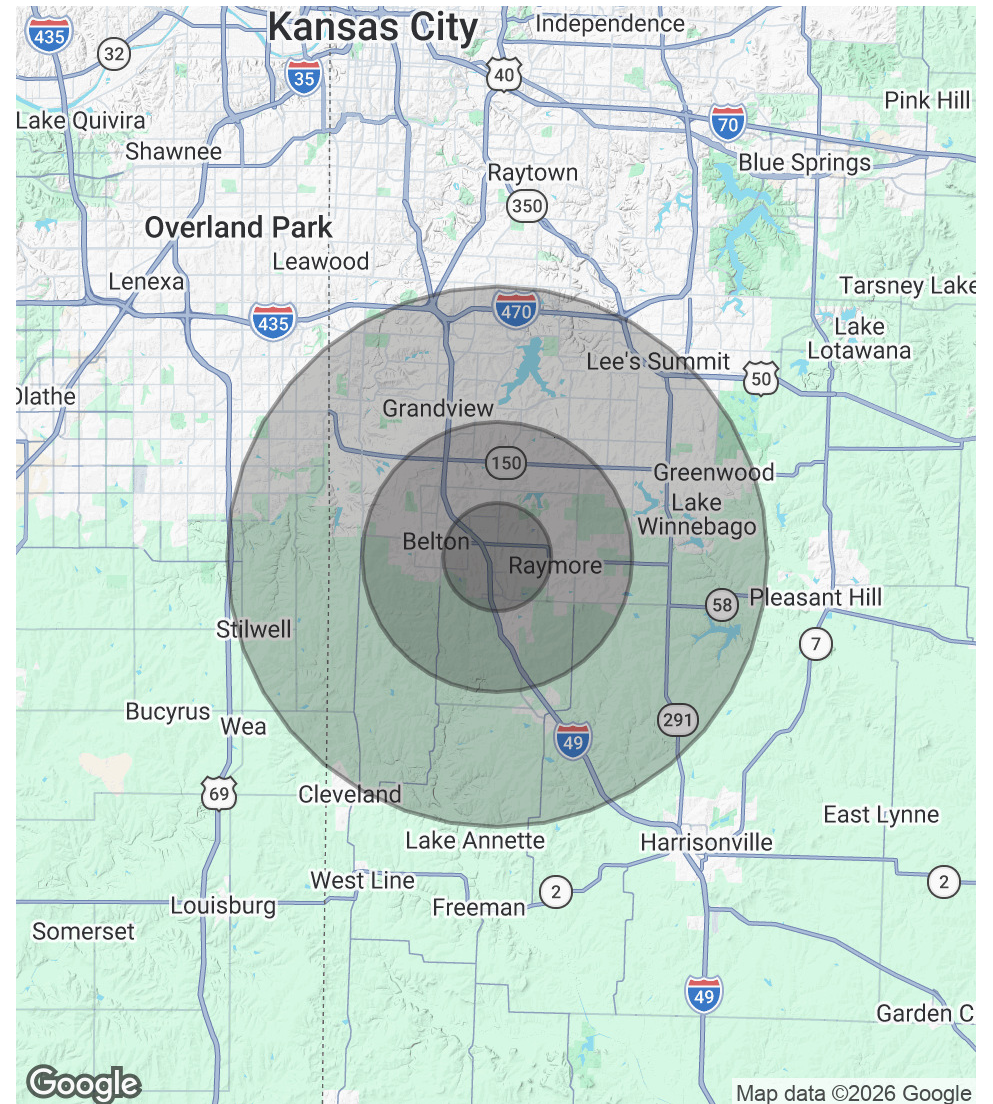 Kansas City
Independence
435
32
35
40
Pink Hill
Lake Quivira
70
Shawnee
Blue Springs
Raytown
350
Overland Park
Leawood
Lenexa
Tarsney Lake
470
435
Lake
Lotawana
Lee's Summit
50
Olathe
Grandview
150
Greenwood
Lake
Winnebago
Belton
Raymore
58
Pleasant Hill
Stilwell
7
Bucyrus
Wea
291
49
69
Cleveland
East Lynne
Lake Annette
Harrisonville
West Line
2
2
Louisburg
Freeman
Somerset
49
Garden C
Google
Map data ©2026 Google